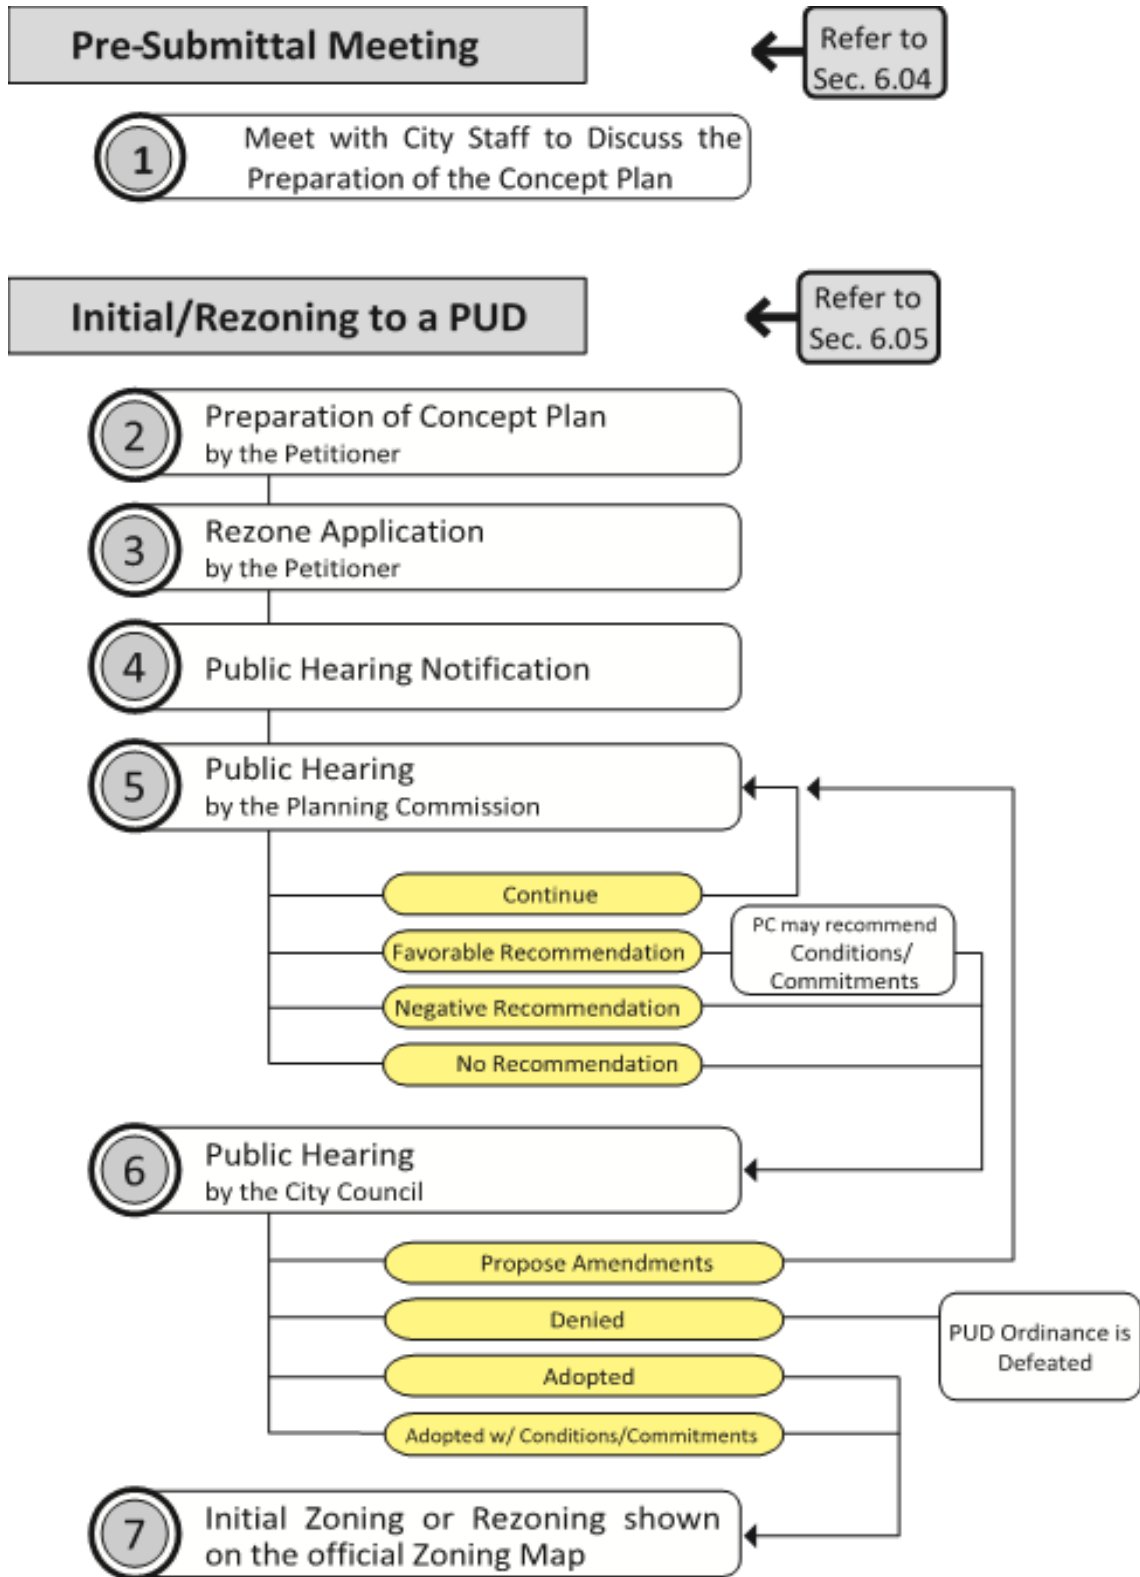 Pre-Submittal Meeting
Refer to
Sec. 6.04
1
Meet with City Staff to Discuss the
Preparation of the Concept Plan
Initial/Rezoning to a PUD
Refer to
Sec. 6.05
2
Preparation of Concept Plan
by the Petitioner
3
Rezone Application
by the Petitioner
4
Public Hearing Notification
5
Public Hearing
by the Planning Commission
Continue
Favorable Recommendation
PC may recommend
Conditions/
Commitments
Negative Recommendation
No Recommendation
6
Public Hearing
by the City Council
Propose Amendments
Denied
PUD Ordinance is
Defeated
Adopted
Adopted w/ Conditions/Commitments
7
Initial Zoning or Rezoning shown
on the official Zoning Map